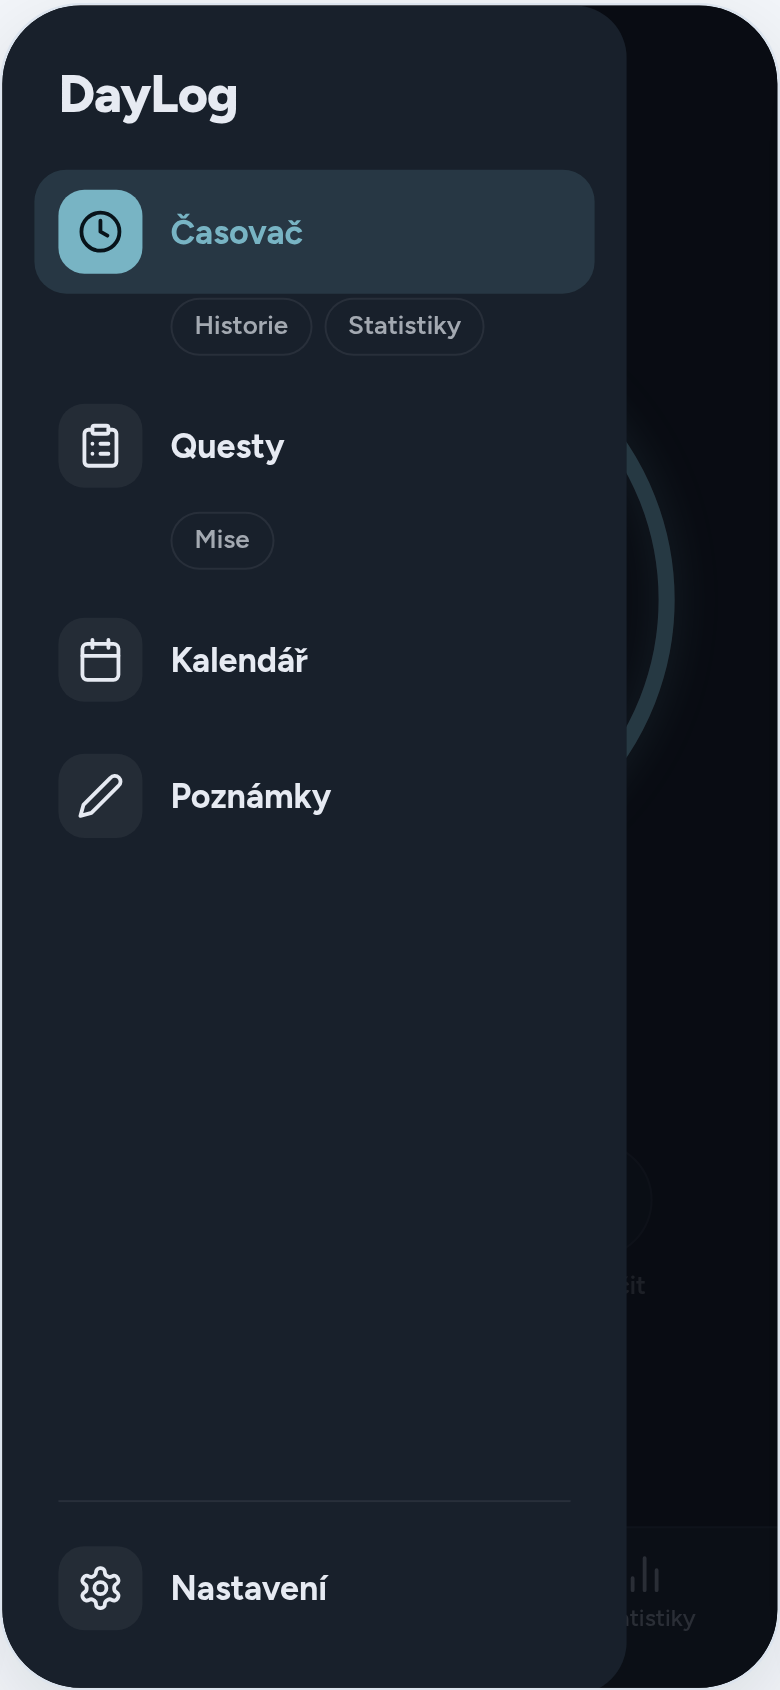 DayLog
Časovač
Historie Statistiky
Questy
Mise
Kalendář
Poznámky
Nastavení